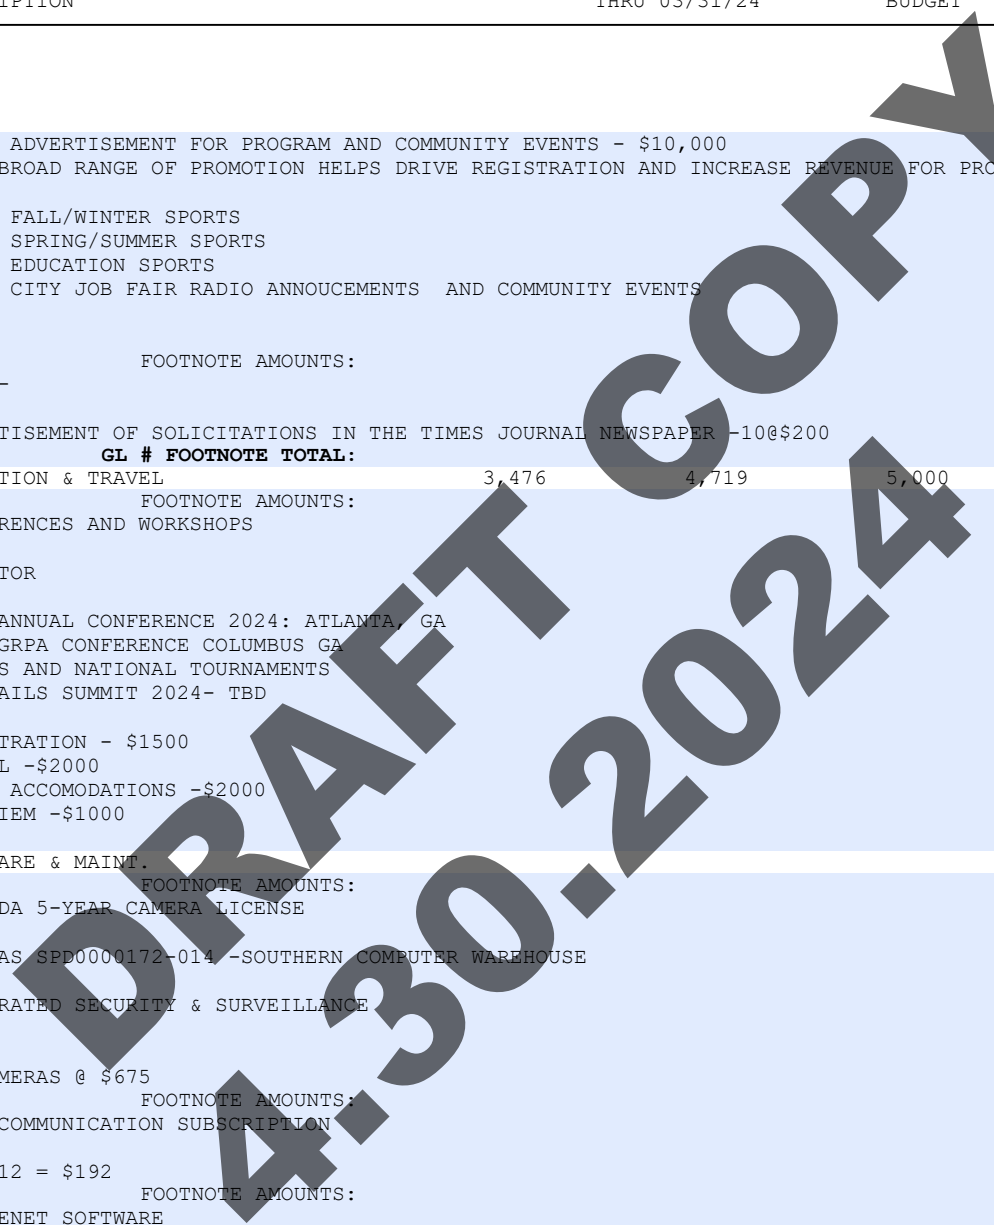 THRU 03/31/24 BUDGET
ADVERTISEMENT FOR PROGRAM AND COMMUNITY EVENTS - $10,000
BROAD RANGE OF PROMOTION HELPS DRIVE REGISTRATION AND INCREASE REVENUE FOR PRO
FALL/WINTER SPORTS
SPRING/SUMMER SPORTS
EDUCATION SPORTS
CITY JOB FAIR RADIO ANNOUCEMENTS AND COMMUNITY EVENTS
FOOTNOTE AMOUNTS:
-
TISEMENT OF SOLICITATIONS IN THE TIMES JOURNAL NEWSPAPER -10@$200
GL # FOOTNOTE TOTAL:
TION & TRAVEL 3,476 4,719 5,000
FOOTNOTE AMOUNTS:
RENCES AND WORKSHOPS
TOR
ANNUAL CONFERENCE 2024: ATLANTA, GA
GRPA CONFERENCE COLUMBUS GA
S AND NATIONAL TOURNAMENTS
AILS SUMMIT 2024- TBD
TRATION - $1500
L -$2000
ACCOMODATIONS -$2000
IEM -$1000
ARE & MAINT.
FOOTNOTE AMOUNTS:
DA 5-YEAR CAMERA LICENSE
AS SPD0000172-014 -SOUTHERN COMPUTER WAREHOUSE
RATED SECURITY & SURVEILLANCE
MERAS @ $675
FOOTNOTE AMOUNTS:
COMMUNICATION SUBSCRIPTION
12 = $192
FOOTNOTE AMOUNTS:
ENET SOFTWARE
DRAFT COPY
4.30.2024